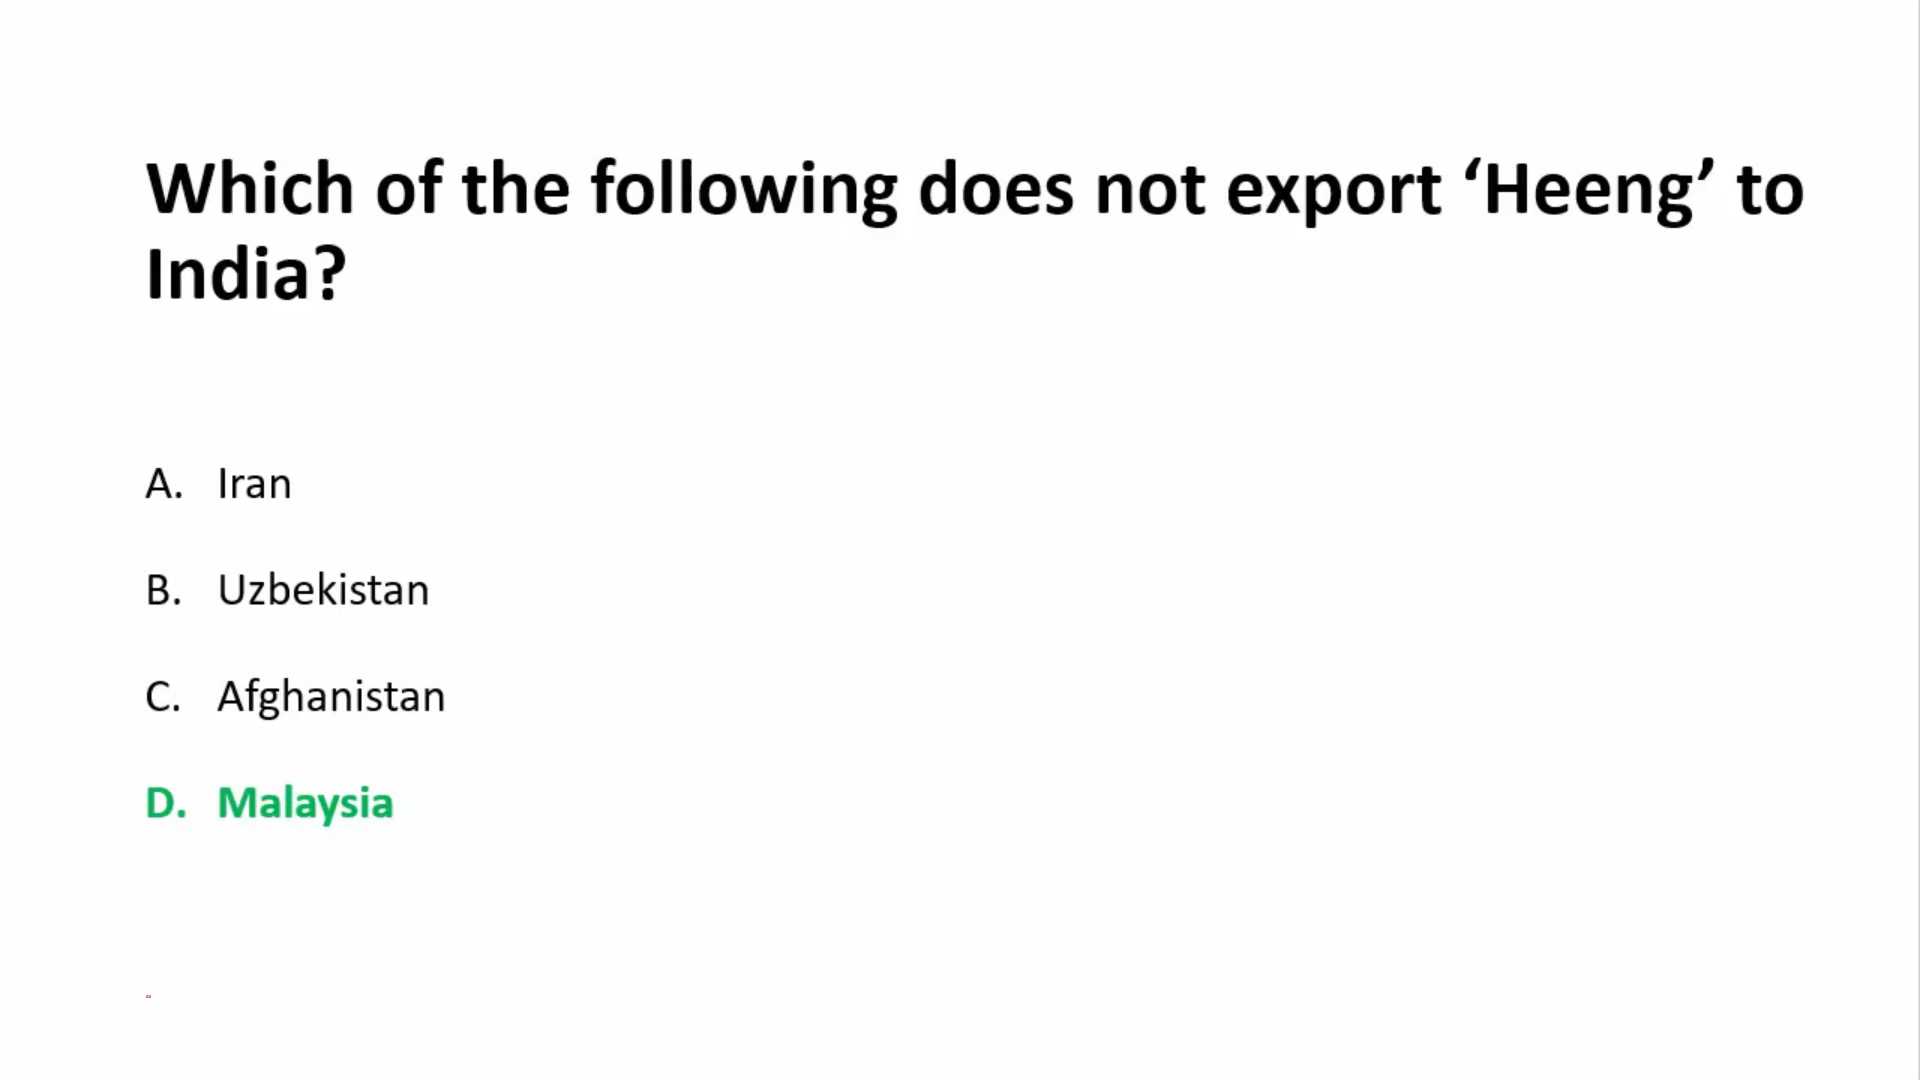 Which of the following does not export ‘Heeng’ to
India?
A. Iran
B. Uzbekistan
C. Afghanistan
D. Malaysia